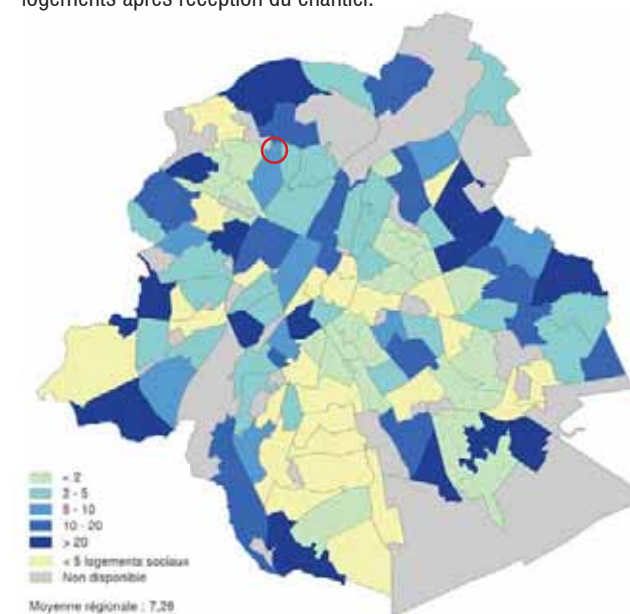 logements après réception du chantier.
< 2
2 - 5
5 - 10
10 - 20
> 20
< 5 logements sociaux
Non disponible
Moyenne régionale : 7,26